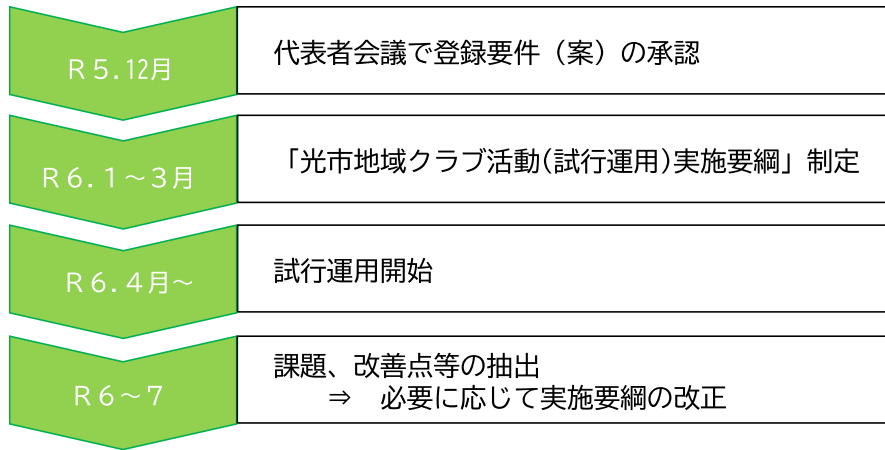 R5.12月
代表者会議で登録要件（案）の承認
R6.1～3月
「光市地域クラブ活動(試行運用)実施要綱」制定
R6.4月～
試行運用開始
R6～7
課題、改善点等の抽出
⇒　必要に応じて実施要綱の改正